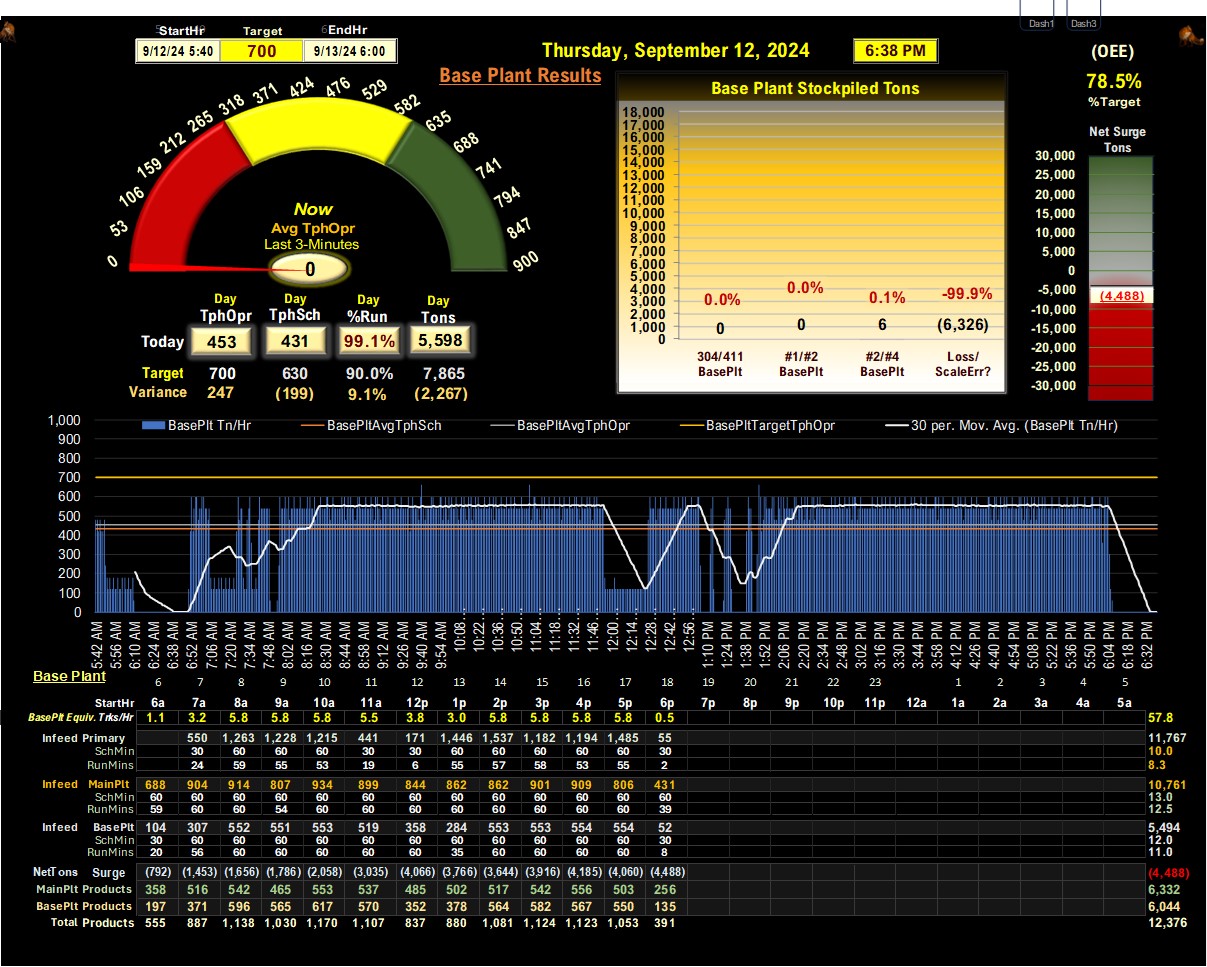 Dash1 Dash3
StartHr Target EndHr
9/12/24 5:40 700 9/13/24 6:00
Thursday, September 12, 2024 6:38 PM
(OEE)
78.5%
%Target
Base Plant Results
0 53 106 159 212 265 318 371 424 476 529 582 635 688 741 794 847 900
Now
Avg TphOpr
Last 3-Minutes
0
Day Day Day Day
TphOpr TphSch %Run Tons
Today 453 431 99.1% 5,598
Target 700 630 90.0% 7,865
Variance 247 (199) 9.1% (2,267)
Base Plant Stockpiled Tons
18,000
17,000
16,000
15,000
14,000
13,000
12,000
11,000
10,000
9,000
8,000
7,000
6,000
5,000
4,000
3,000
2,000
1,000
0
0.0% 0.0% 0.1% -99.9%
0 0 6 (6,326)
304/411 #1/#2 #2/#4 Loss/
BasePlt BasePlt BasePlt ScaleErr?
Net Surge
Tons
30,000
25,000
20,000
15,000
10,000
5,000
0
-5,000
(4,488)
-10,000
-15,000
-20,000
-25,000
-30,000
BasePlt Tn/Hr BasePltAvgTphSch BasePltAvgTphOpr BasePltTargetTphOpr 30 per. Mov. Avg. (BasePlt Tn/Hr)
1,000
900
800
700
600
500
400
300
200
100
0
5:42 AM 5:56 AM 6:10 AM 6:24 AM 6:38 AM 6:52 AM 7:06 AM 7:20 AM 7:34 AM 7:48 AM 8:02 AM 8:16 AM 8:30 AM 8:44 AM 8:58 AM 9:12 AM 9:26 AM 9:40 AM 9:54 AM 10:08... 10:22... 10:36... 10:50... 11:04... 11:18... 11:32... 11:46... 12:00... 12:14... 12:28... 12:42... 12:56... 1:10 PM 1:24 PM 1:38 PM 1:52 PM 2:06 PM 2:20 PM 2:34 PM 2:48 PM 3:02 PM 3:16 PM 3:30 PM 3:44 PM 3:58 PM 4:12 PM 4:26 PM 4:40 PM 4:54 PM 5:08 PM 5:22 PM 5:36 PM 5:50 PM 6:04 PM 6:18 PM 6:32 PM
Base Plant
6 7 8 9 10 11 12 13 14 15 16 17 18 19 20 21 22 23 1 2 3 4 5
StartHr 6a 7a 8a 9a 10a 11a 12p 1p 2p 3p 4p 5p 6p 7p 8p 9p 10p 11p 12a 1a 2a 3a 4a 5a
BasePlt Equiv. Trks/Hr 1.1 3.2 5.8 5.8 5.8 5.5 3.8 3.0 5.8 5.8 5.8 5.8 0.5 57.8
Infeed Primary 550 1,263 1,228 1,215 441 171 1,446 1,537 1,182 1,194 1,485 55 11,767
SchMin 30 60 60 60 30 30 60 60 60 60 60 30 10.0
RunMins 24 59 55 53 19 6 55 57 58 53 55 2 8.3
Infeed MainPlt 688 904 914 807 934 899 844 862 862 901 909 806 431 10,761
SchMin 60 60 60 60 60 60 60 60 60 60 60 60 60 13.0
RunMins 59 60 60 54 60 60 60 60 60 60 60 60 39 12.5
Infeed BasePlt 104 307 552 551 553 519 358 284 553 553 554 554 52 5,494
SchMin 30 60 60 60 60 60 60 60 60 60 60 60 30 12.0
RunMins 20 56 60 60 60 60 60 35 60 60 60 60 8 11.0
NetTons Surge (792) (1,453) (1,656) (1,786) (2,058) (3,035) (4,066) (3,766) (3,644) (3,916) (4,185) (4,060) (4,488) (4,488)
MainPlt Products 358 516 542 465 553 537 485 502 517 542 556 503 256 6,332
BasePlt Products 197 371 596 565 617 570 352 378 564 582 567 550 135 6,044
Total Products 555 887 1,138 1,030 1,170 1,107 837 880 1,081 1,124 1,123 1,053 391 12,376